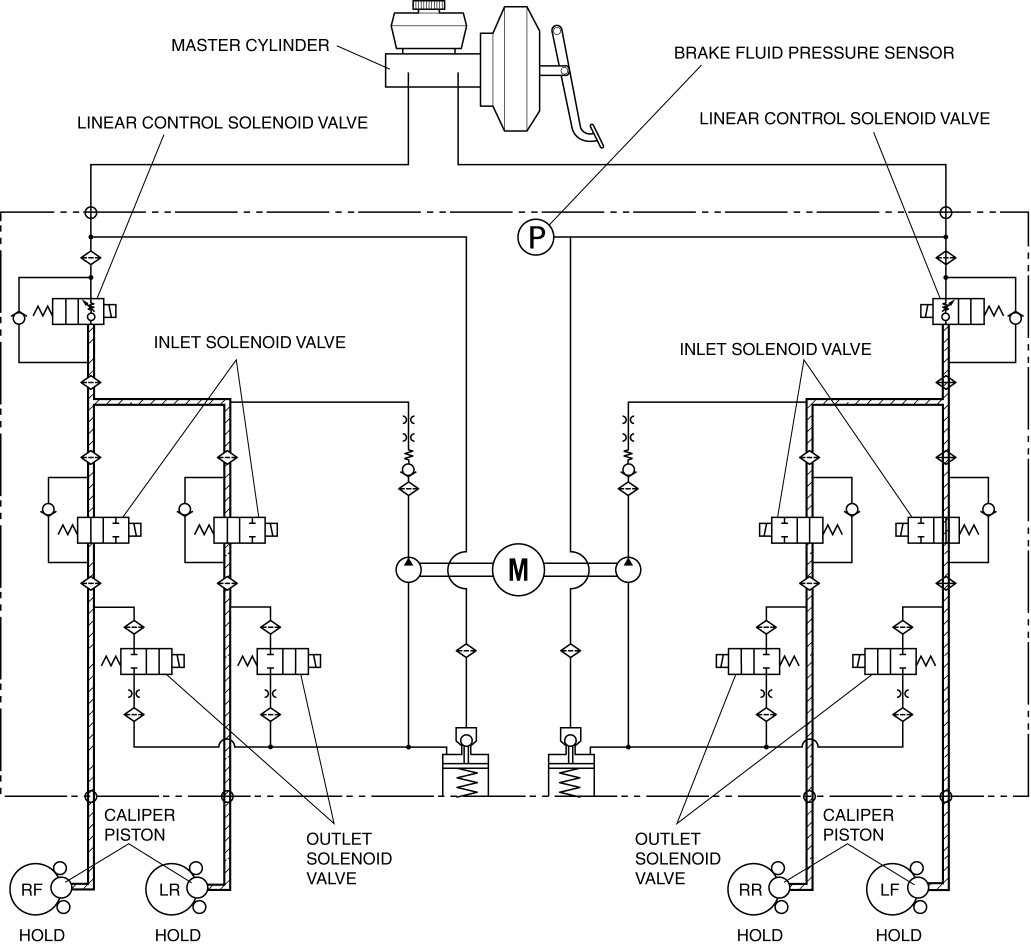 MASTER CYLINDER
BRAKE FLUID PRESSURE SENSOR
LINEAR CONTROL SOLENOID VALVE
LINEAR CONTROL SOLENOID VALVE
P
INLET SOLENOID VALVE
INLET SOLENOID VALVE
M
CALIPER
PISTON
OUTLET
SOLENOID
VALVE
OUTLET
SOLENOID
VALVE
CALIPER
PISTON
RF
LR
RR
LF
HOLD
HOLD
HOLD
HOLD